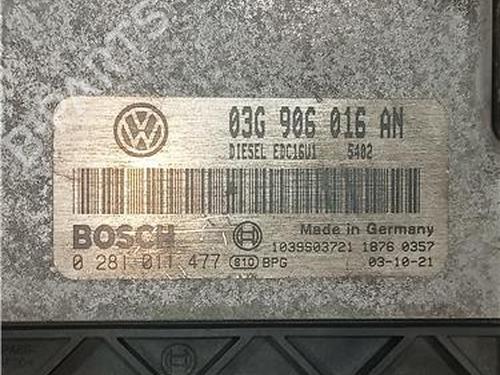 03G 906 016 AN
DIESEL EDC16U1 5402
BOSCH
Made in Germany
1039S03721 1876 0357
0 281 011 477 810 BPG 03-10-21